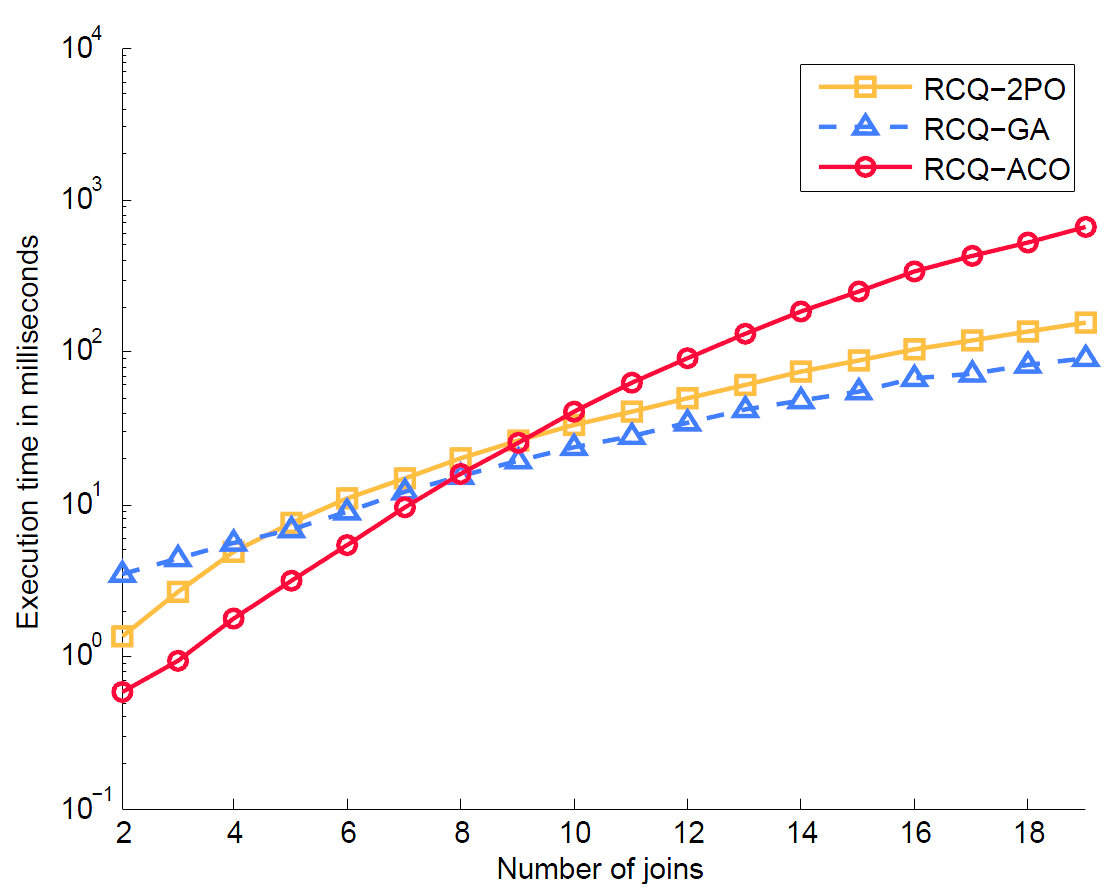 10^4
10^3
10^2
10^1
10^0
10^−1
Execution time in milliseconds
RCQ−2PO
RCQ−GA
RCQ−ACO
2 4 6 8 10 12 14 16 18
Number of joins